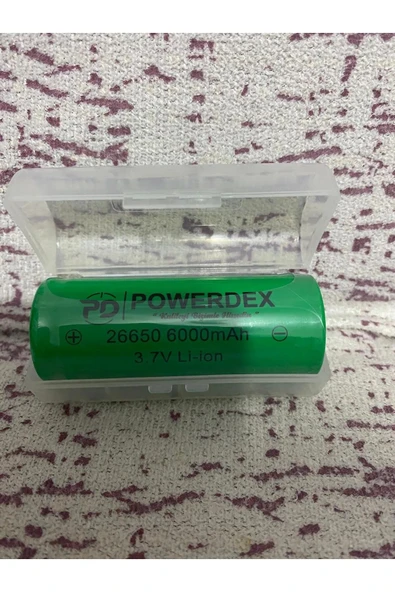 PD POWERDEX
⊕ 26650 6000mAh ⊖
3.7V Li-ion